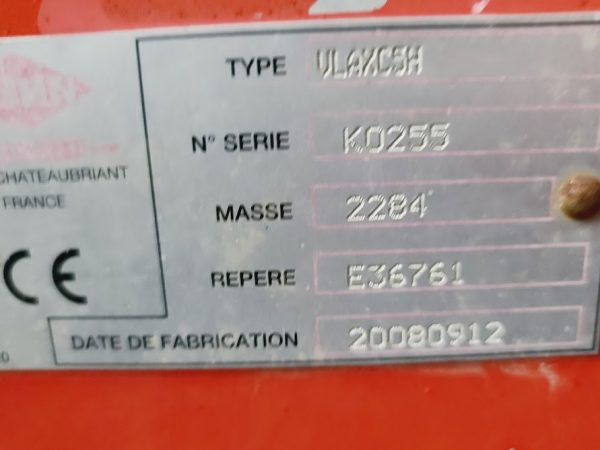 TYPE VLAXC5H
N° SERIE K0255
CHATEAUBRIANT
FRANCE
MASSE 2284
REPERE E36761
CE
DATE DE FABRICATION 20080912